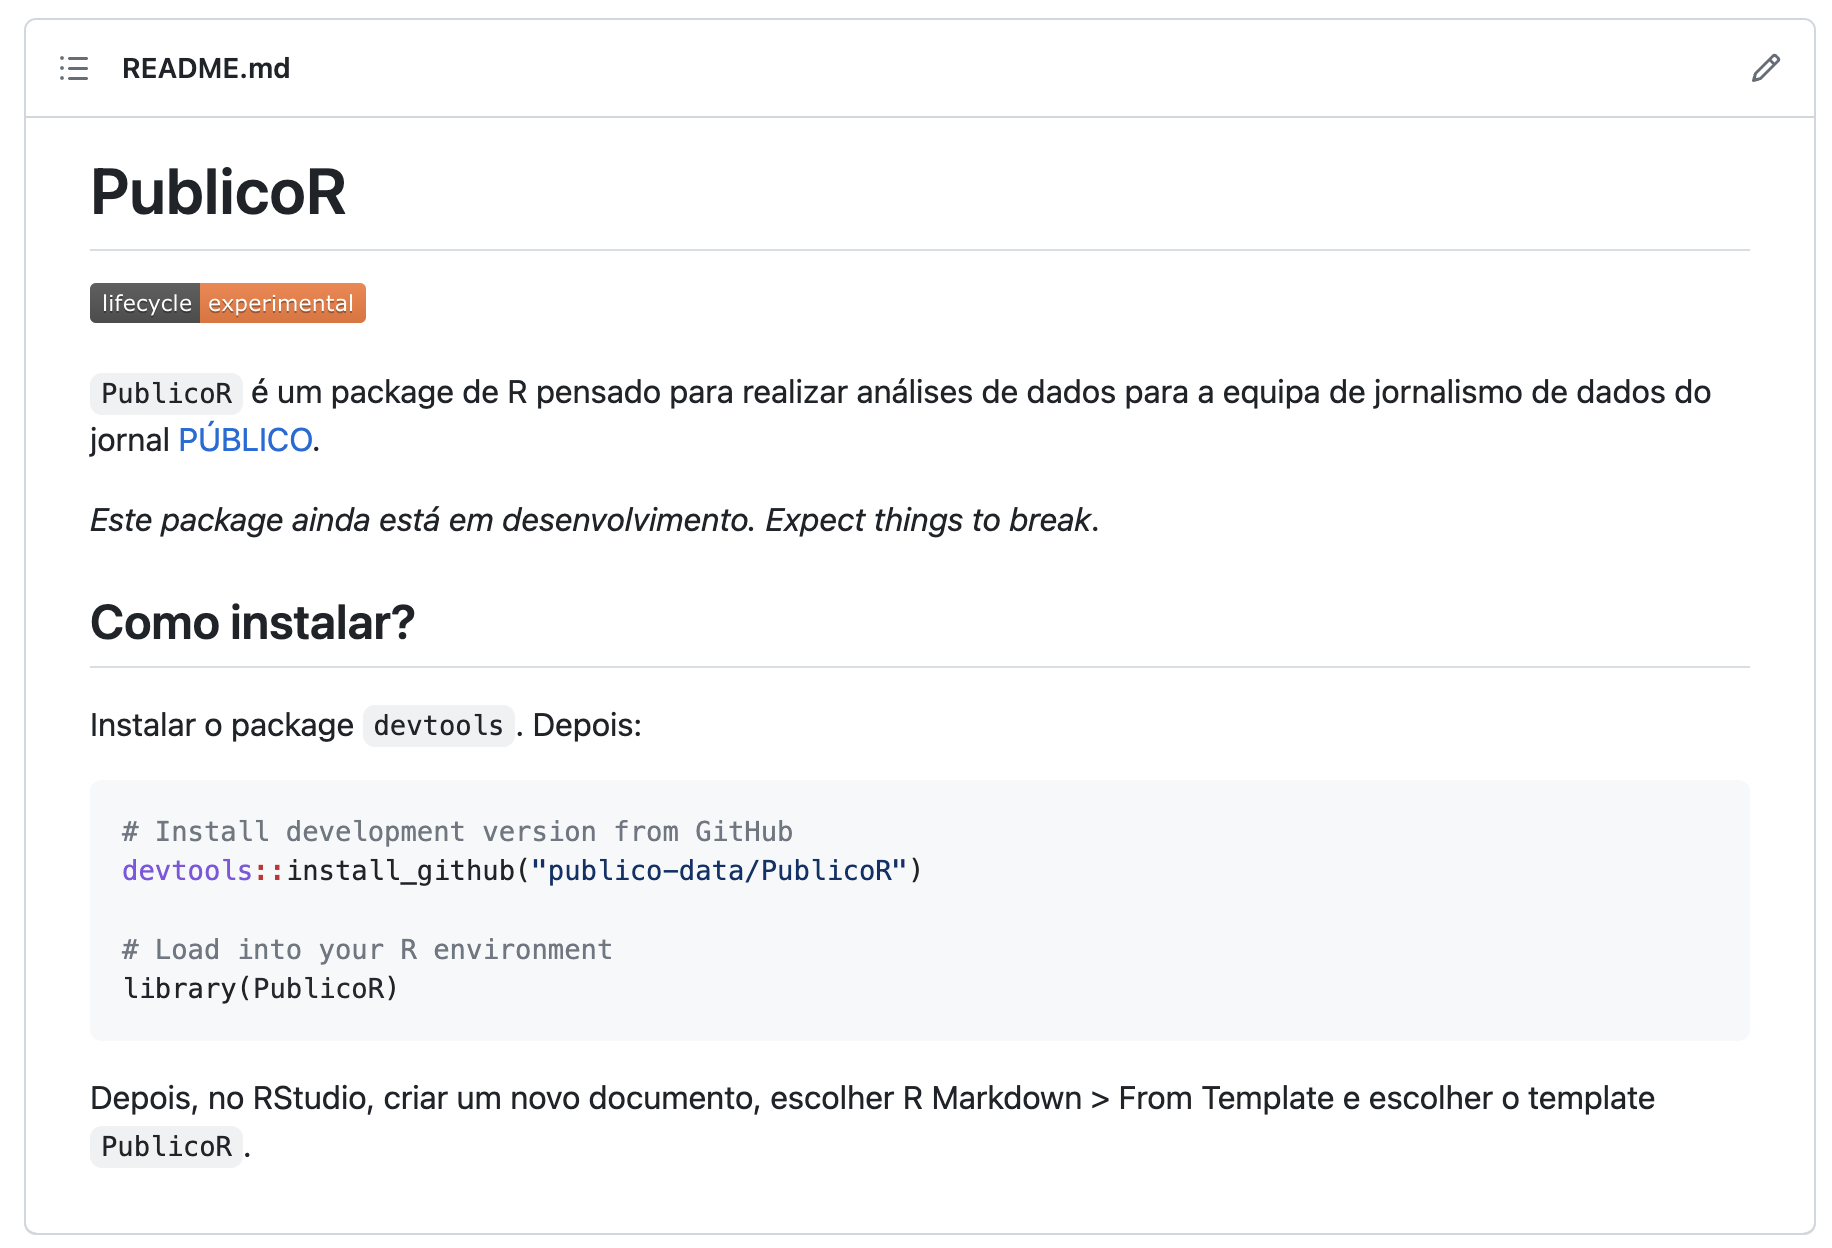 README.md
PublicoR
lifecycle experimental
PublicoR é um package de R pensado para realizar análises de dados para a equipa de jornalismo de dados do
jornal PÚBLICO.
Este package ainda está em desenvolvimento. Expect things to break.
Como instalar?
Instalar o package devtools. Depois:
# Install development version from GitHub
devtools::install_github("publico-data/PublicoR")
# Load into your R environment
library(PublicoR)
Depois, no RStudio, criar um novo documento, escolher R Markdown > From Template e escolher o template
PublicoR.